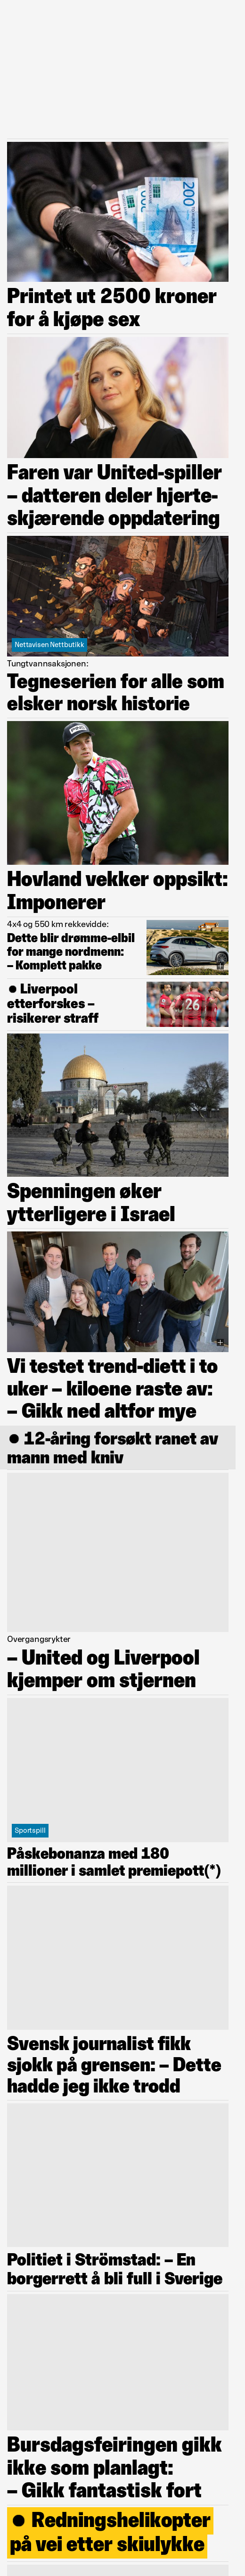 Printet ut 2500 kroner
for å kjøpe sex
Faren var United-spiller
– datteren deler hjerte-
skjærende oppdatering
Nettavisen Nettbutikk
Tungtvannsaksjonen:
Tegneserien for alle som
elsker norsk historie
Hovland vekker oppsikt:
Imponerer
4x4 og 550 km rekkevidde:
Dette blir drømme-elbil
for mange nordmenn:
– Komplett pakke
● Liverpool
etterforskes –
risikerer straff
Spenningen øker
ytterligere i Israel
Vi testet trend-diett i to
uker – kiloene raste av:
– Gikk ned altfor mye
● 12-åring forsøkt ranet av
mann med kniv
Overgangsrykter
– United og Liverpool
kjemper om stjernen
Sportspill
Påskebonanza med 180
millioner i samlet premiepott(*)
Svensk journalist fikk
sjokk på grensen: – Dette
hadde jeg ikke trodd
Politiet i Strömstad: – En
borgerrett å bli full i Sverige
Bursdagsfeiringen gikk
ikke som planlagt:
– Gikk fantastisk fort
● Redningshelikopter
på vei etter skiulykke